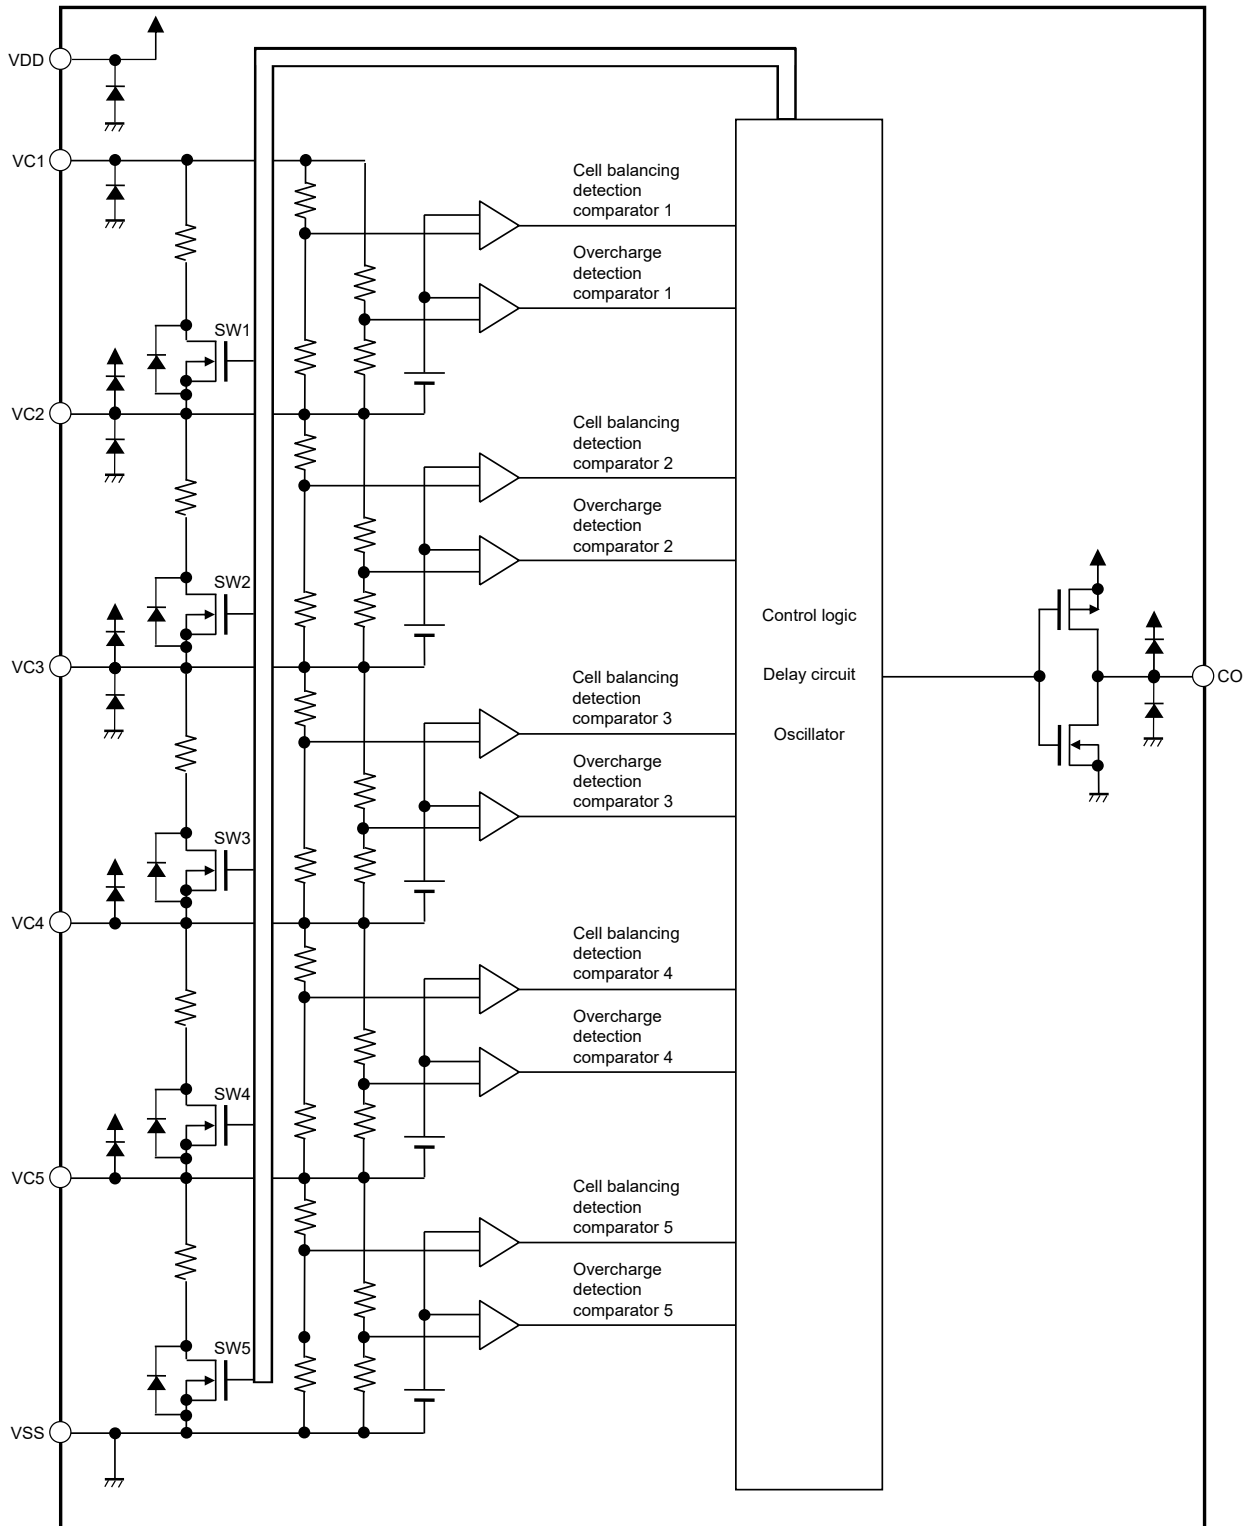 VDD
VC1
Cell balancing
detection
comparator 1
Overcharge
detection
comparator 1
SW1
VC2
Cell balancing
detection
comparator 2
Overcharge
detection
comparator 2
SW2
VC3
Control logic
Delay circuit
Oscillator
CO
Cell balancing
detection
comparator 3
Overcharge
detection
comparator 3
SW3
VC4
Cell balancing
detection
comparator 4
Overcharge
detection
comparator 4
SW4
VC5
Cell balancing
detection
comparator 5
Overcharge
detection
comparator 5
SW5
VSS